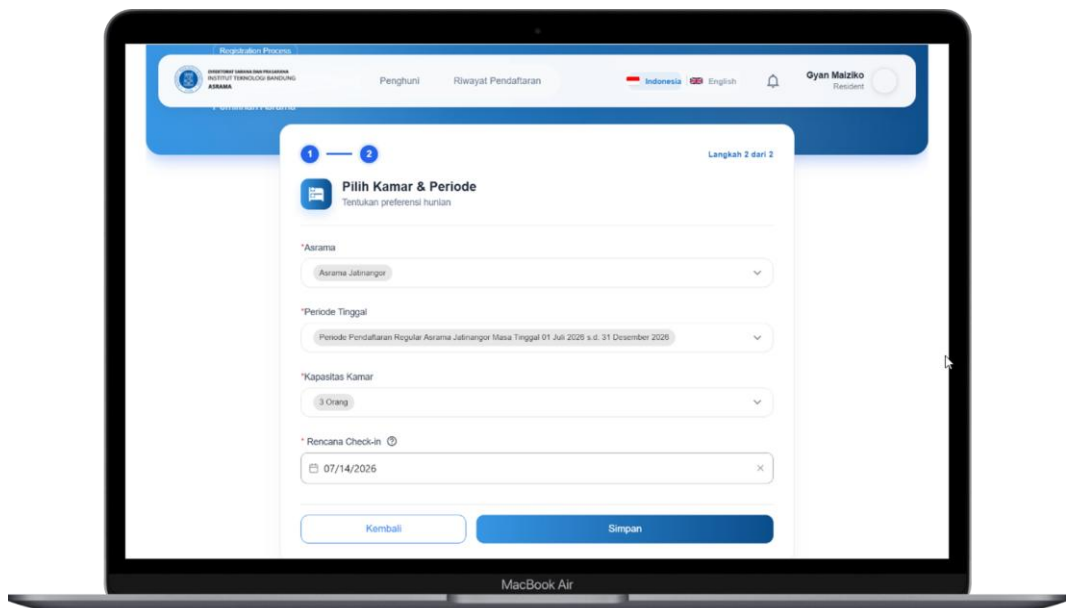 Registration Process
DIREKTORAT SARANA DAN PRASARANA
INSTITUT TEKNOLOGI BANDUNG
ASRAMA
Penghuni
Riwayat Pendaftaran
Indonesia
English
Gyan Maiziko
Resident
1
2
Langkah 2 dari 2
Pilih Kamar & Periode
Tentukan preferensi hunian
*Asrama
Asrama Jatinangor
*Periode Tinggal
Periode Pendaftaran Regular Asrama Jatinangor Masa Tinggal 01 Juli 2026 s.d. 31 Desember 2026
*Kapasitas Kamar
3 Orang
* Rencana Check-in
07/14/2026
Kembali
Simpan
MacBook Air